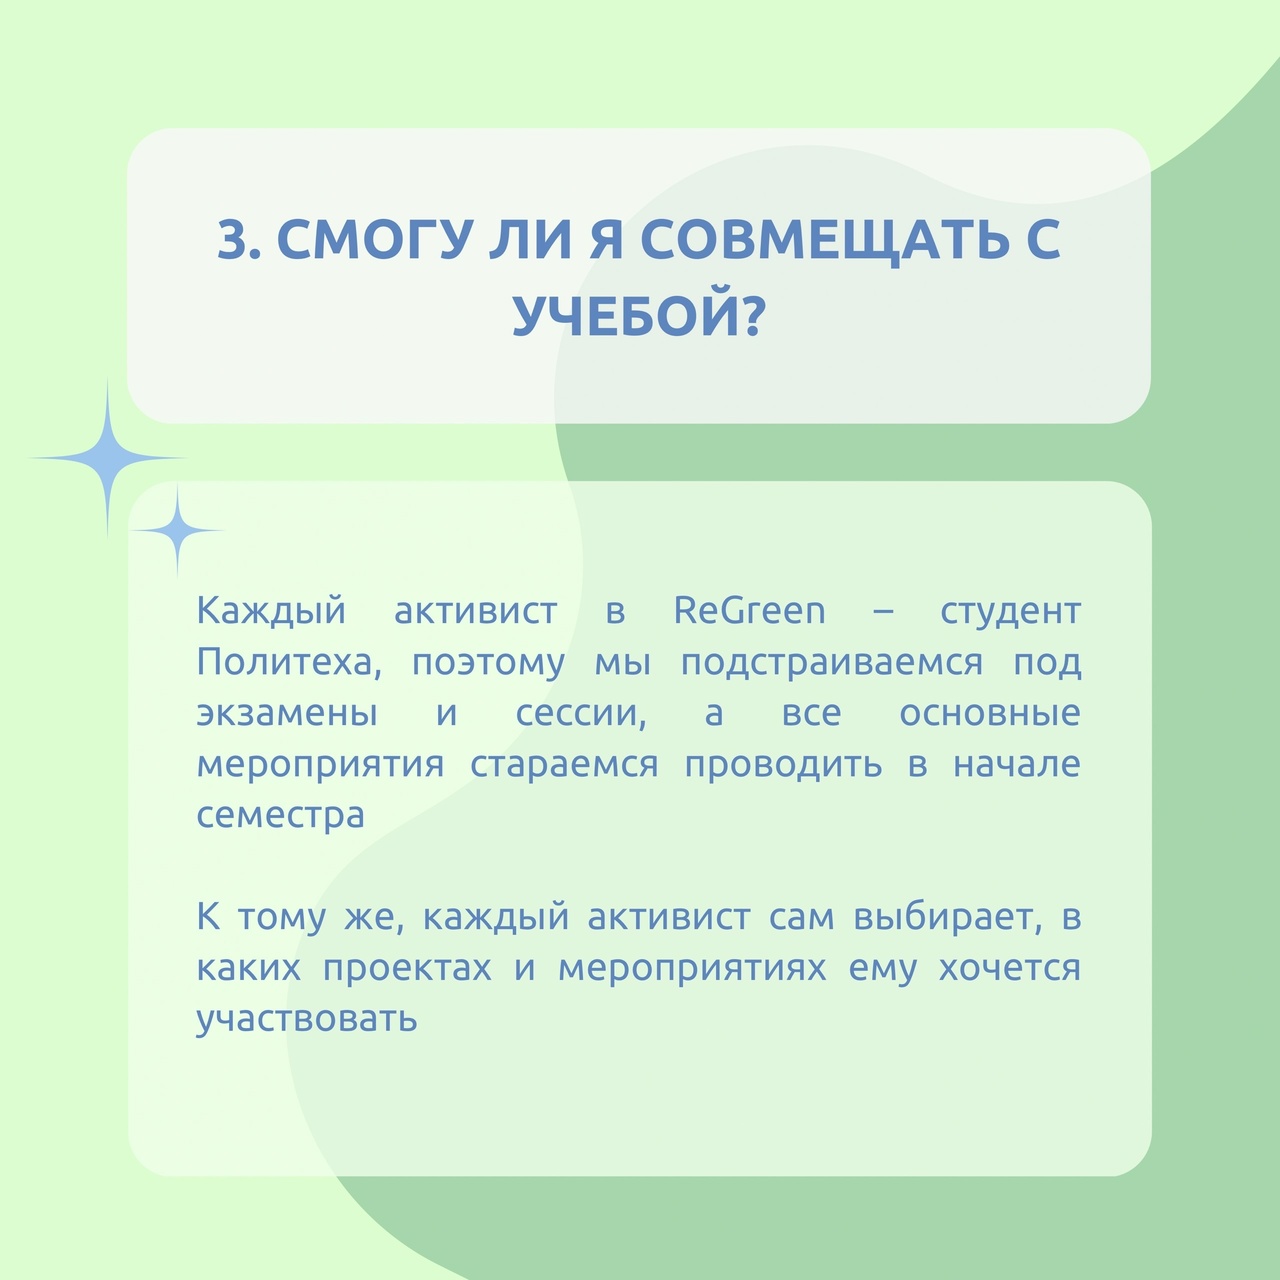 3. СМОГУ ЛИ Я СОВМЕЩАТЬ С
УЧЕБОЙ?
Каждый активист в ReGreen – студент
Политеха, поэтому мы подстраиваемся под
экзамены и сессии, а все основные
мероприятия стараемся проводить в начале
семестра
К тому же, каждый активист сам выбирает, в
каких проектах и мероприятиях ему хочется
участвовать